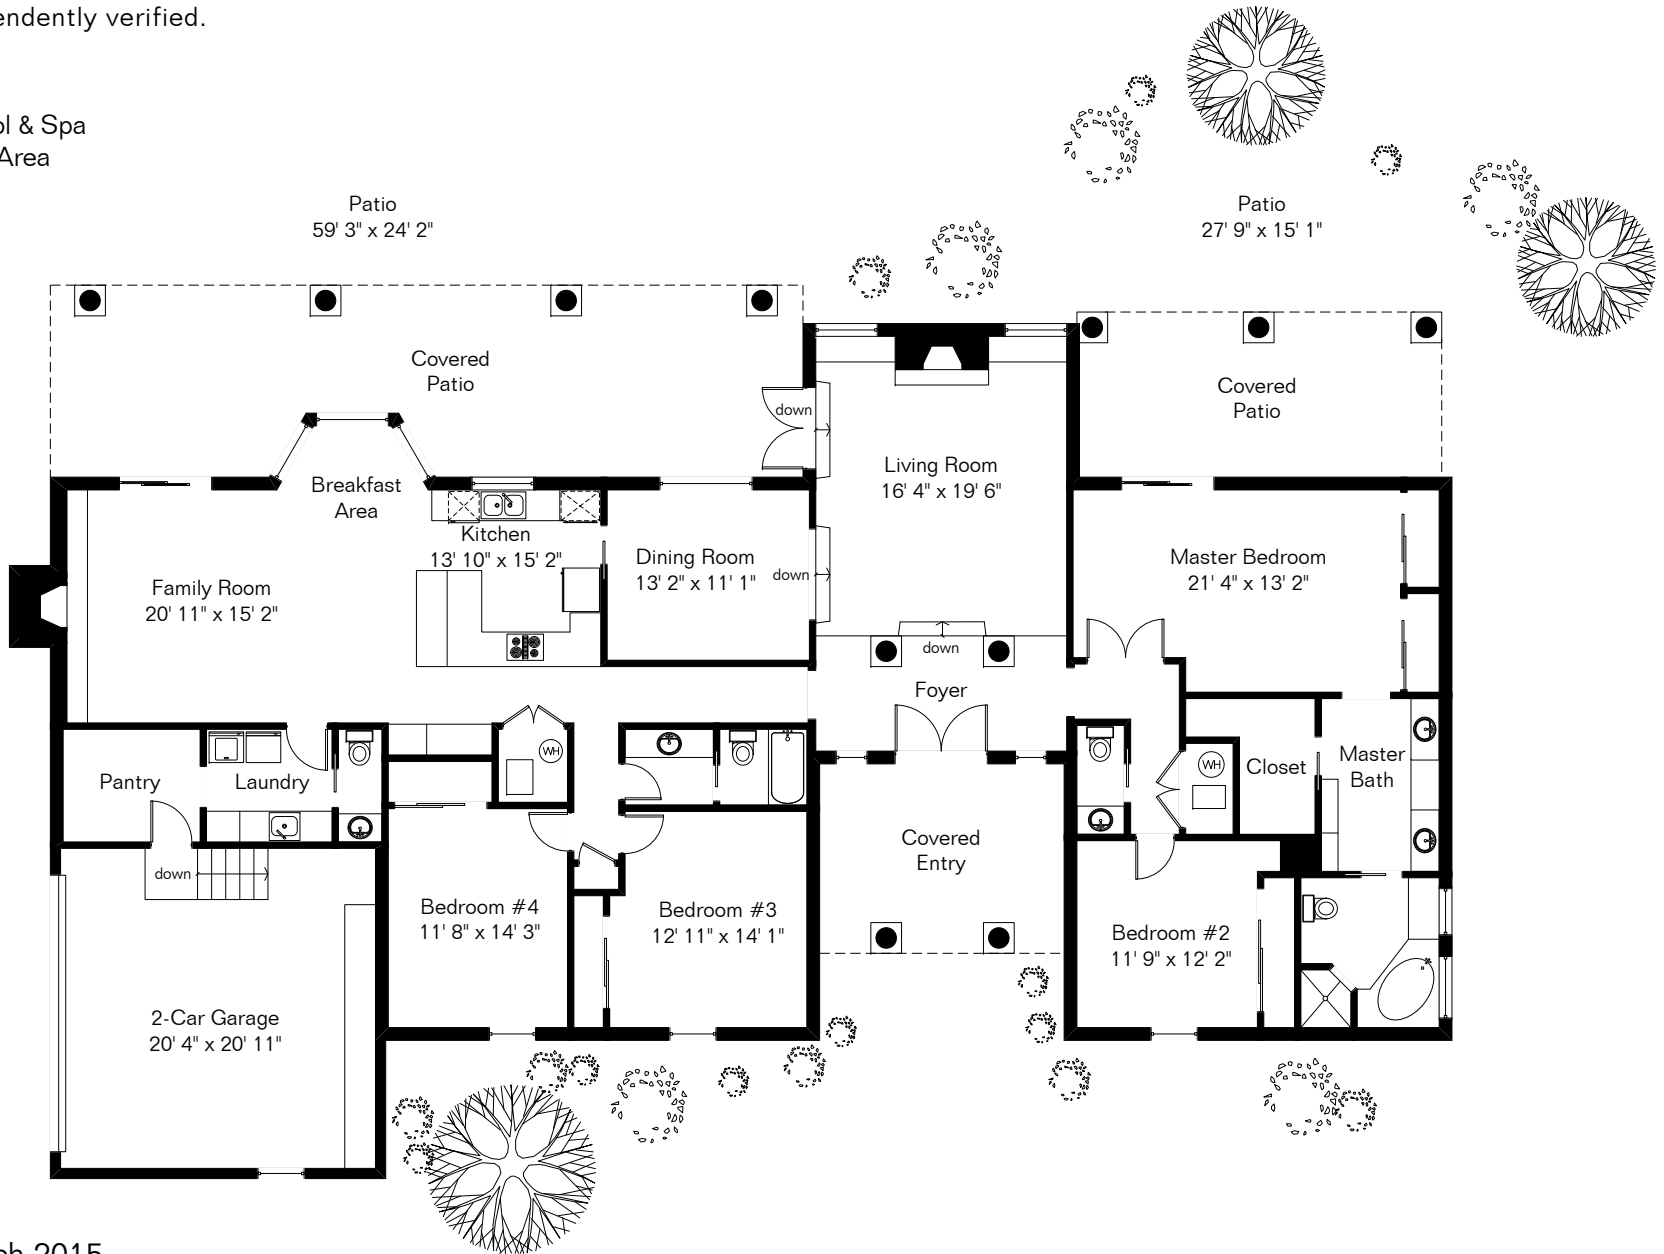 endently verified.
ol & Spa
Area
Patio
59' 3" x 24' 2"
Patio
27' 9" x 15' 1"
Covered
Patio
down
Covered
Patio
Living Room
16' 4" x 19' 6"
Breakfast
Area
Kitchen
13' 10" x 15' 2"
Dining Room
13' 2" x 11' 1"
down
Master Bedroom
21' 4" x 13' 2"
Family Room
20' 11" x 15' 2"
down
Foyer
WH
WH
Pantry
Laundry
Closet
Master
Bath
Covered
Entry
down
Bedroom #4
11' 8" x 14' 3"
Bedroom #3
12' 11" x 14' 1"
Bedroom #2
11' 9" x 12' 2"
2-Car Garage
20' 4" x 20' 11"
ch 2015